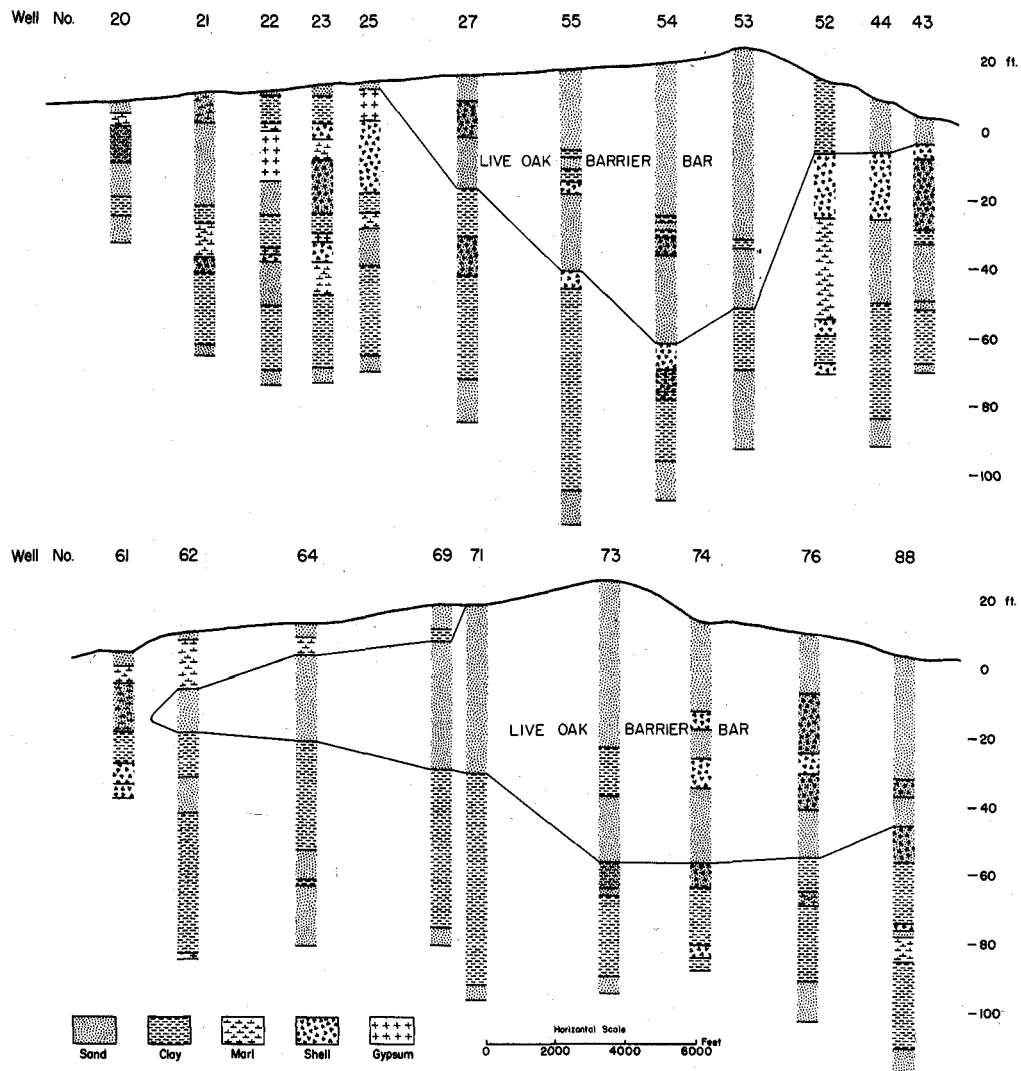 Well No. 20 21 22 23 25 27 55 54 53 52 44 43
20 ft.
0
LIVE OAK BARRIER BAR
-20
-40
-60
-80
-100
Well No. 61 62 64 69 71 73 74 76 88
20 ft.
0
LIVE OAK BARRIER BAR
-20
-40
-60
-80
-100
Sand Clay Marl Shell Gypsum
Horizontal Scale
0 2000 4000 6000 Feet